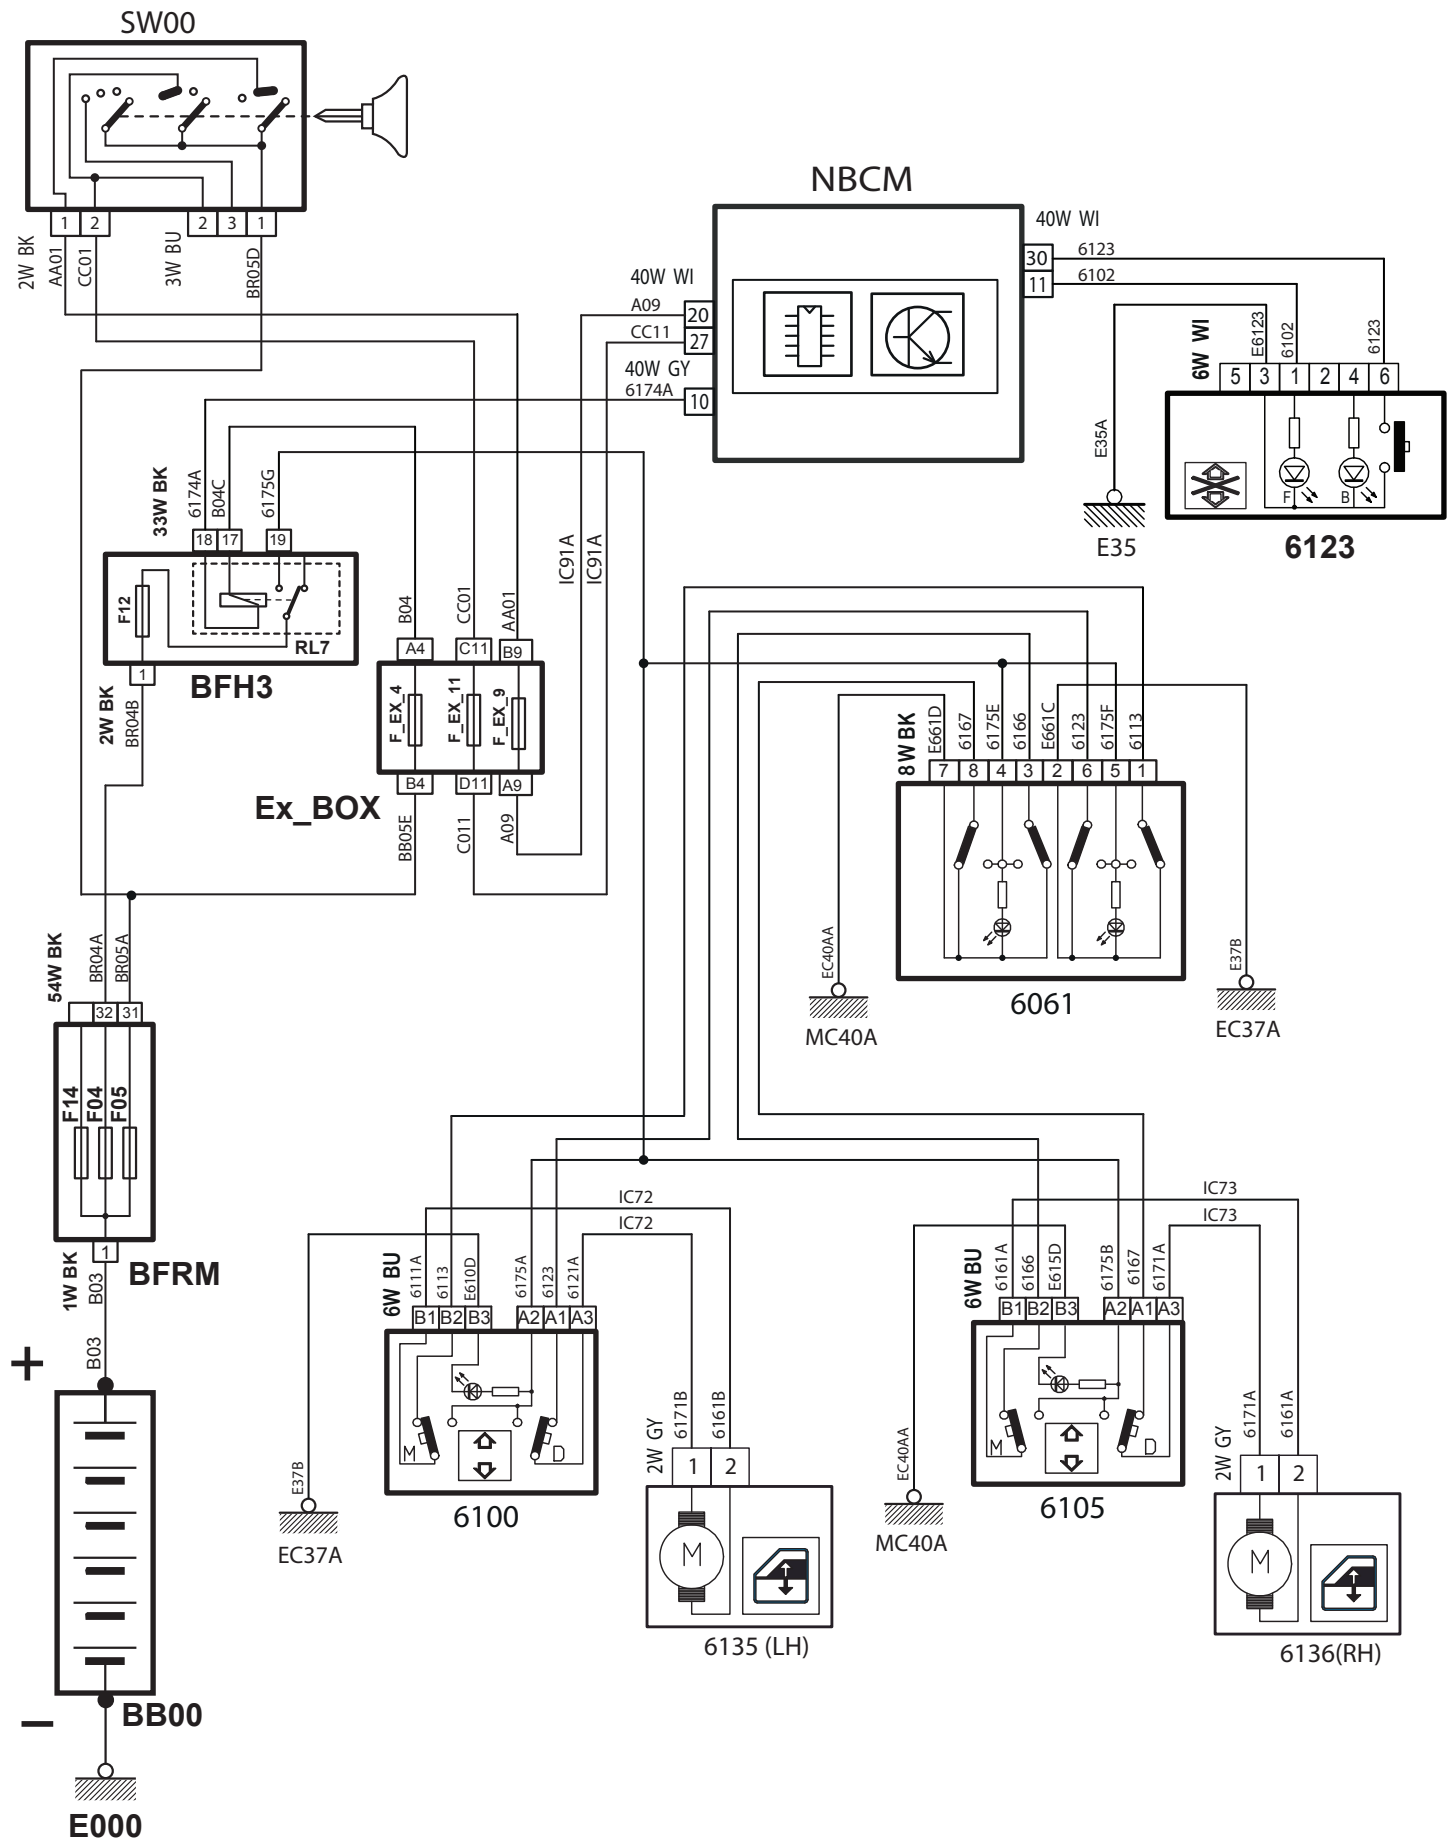 SW00
1
2
2
3
1
2W BK
AA01
CC01
3W BU
BR05D
NBCM
40W WI
30
6123
11
6102
40W WI
A09
20
CC11
27
40W GY
6174A
10
6W WI
E6123
6102
6123
5
3
1
2
4
6
F
B
6123
E35A
E35
33W BK
6174A
B04C
6175G
18
17
19
F12
RL7
1
BFH3
2W BK
BR04B
B04
CC01
AA01
IC91A
IC91A
A4
C11
B9
F_EX_4
F_EX_11
F_EX_9
B4
D11
A9
Ex_BOX
BB05E
C011
A09
8W BK
E661D
6167
6175E
6166
E661C
6123
6175F
6113
7
8
4
3
2
6
5
1
6061
EC40AA
MC40A
E37B
EC37A
54W BK
BR04A
BR05A
32
31
F14
F04
F05
1
BFRM
1W BK
B03
B03
+
–
BB00
E000
IC72
IC72
6W BU
6111A
6113
E610D
6175A
6123
6121A
B1
B2
B3
A2
A1
A3
M
D
6100
E37B
EC37A
2W GY
6171B
6161B
1
2
M
6135 (LH)
IC73
IC73
6W BU
6161A
6166
E615D
6175B
6167
6171A
B1
B2
B3
A2
A1
A3
M
D
6105
EC40AA
MC40A
2W GY
6171A
6161A
1
2
M
6136(RH)